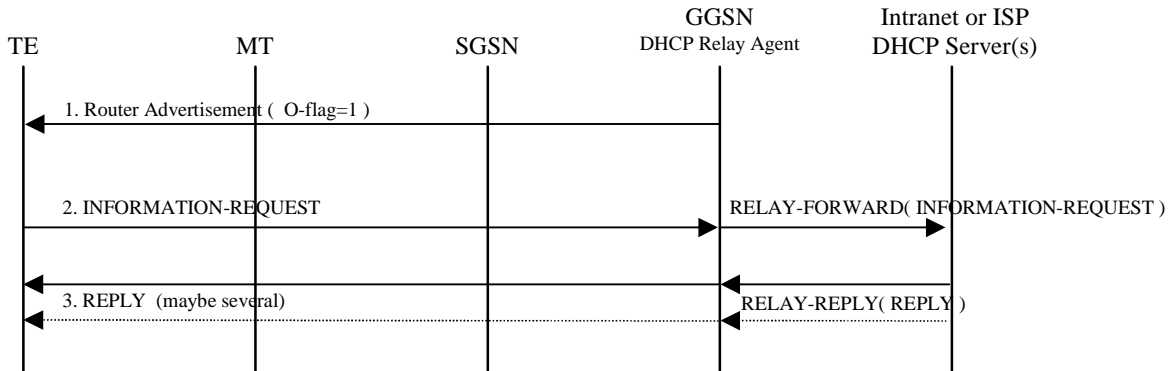 TE
MT
SGSN
GGSN
DHCP Relay Agent
Intranet or ISP
DHCP Server(s)
1. Router Advertisement ( O-flag=1 )
2. INFORMATION-REQUEST
RELAY-FORWARD( INFORMATION-REQUEST )
3. REPLY (maybe several)
RELAY-REPLY( REPLY )